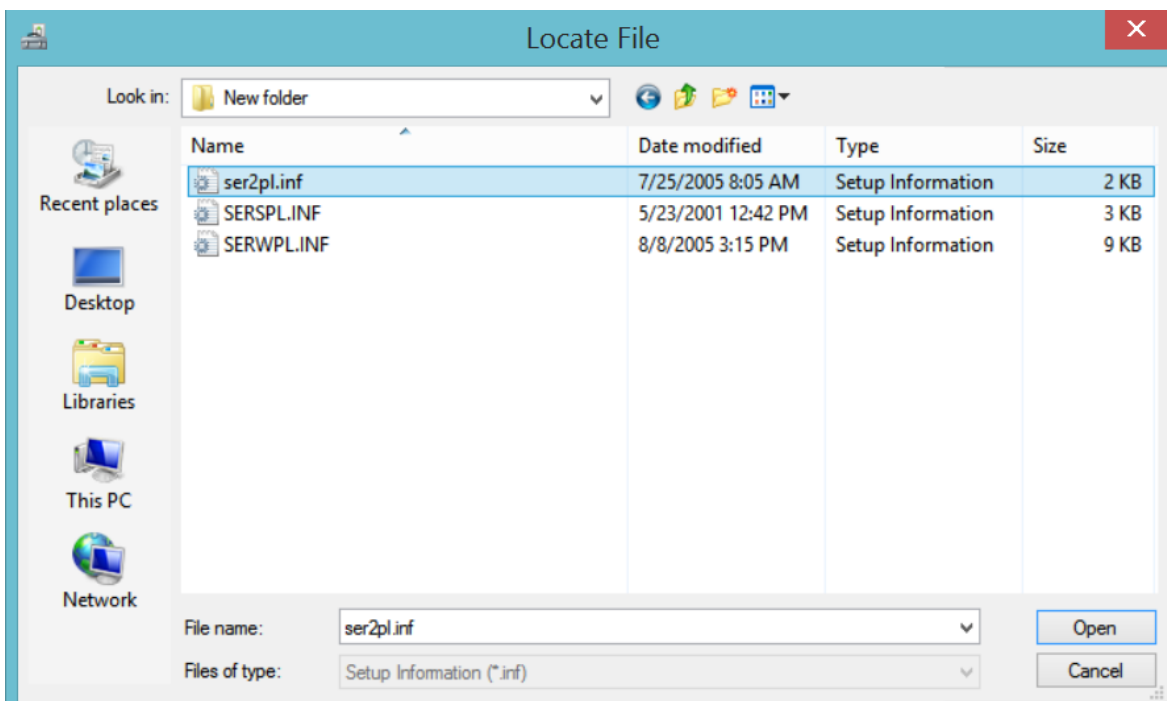 Locate File
Look in: New folder
Name Date modified Type Size
ser2pl.inf 7/25/2005 8:05 AM Setup Information 2 KB
SERSPL.INF 5/23/2001 12:42 PM Setup Information 3 KB
SERWPL.INF 8/8/2005 3:15 PM Setup Information 9 KB
Recent places
Desktop
Libraries
This PC
Network
File name: ser2pl.inf Open
Files of type: Setup Information (*.inf) Cancel